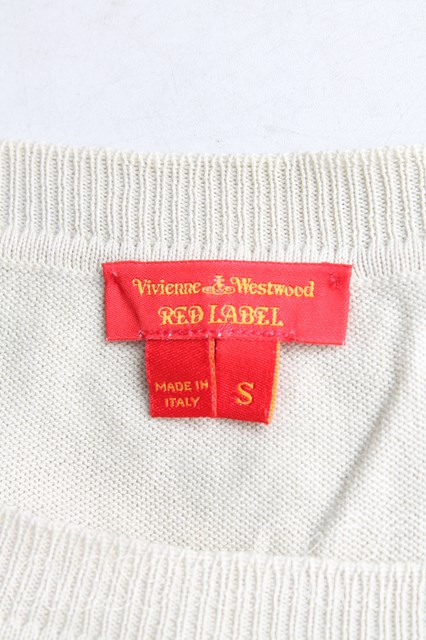 Vivienne Westwood
RED LABEL
MADE IN
ITALY
S